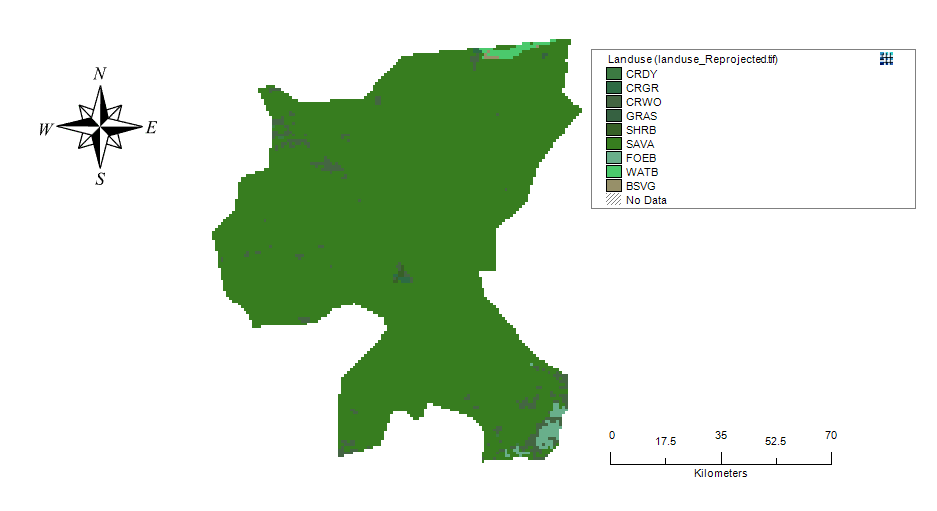 N
W
E
S
Landuse (landuse_Reprojected.tif)
CRDY
CRGR
CRWO
GRAS
SHRB
SAVA
FOEB
WATB
BSVG
No Data
0 17.5 35 52.5 70
Kilometers